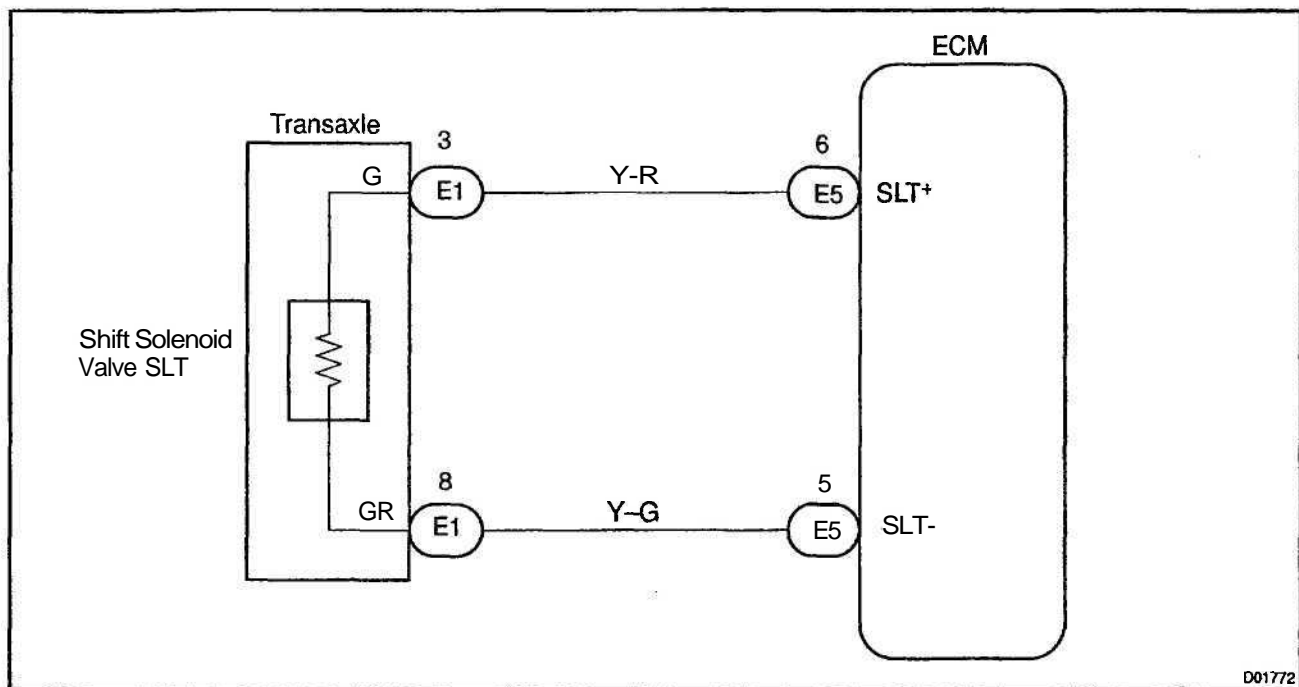 ECM
Transaxle
3
6
G
E1
Y-R
E5
SLT+
Shift Solenoid
Valve SLT
8
5
GR
E1
Y-G
E5
SLT-
D01772